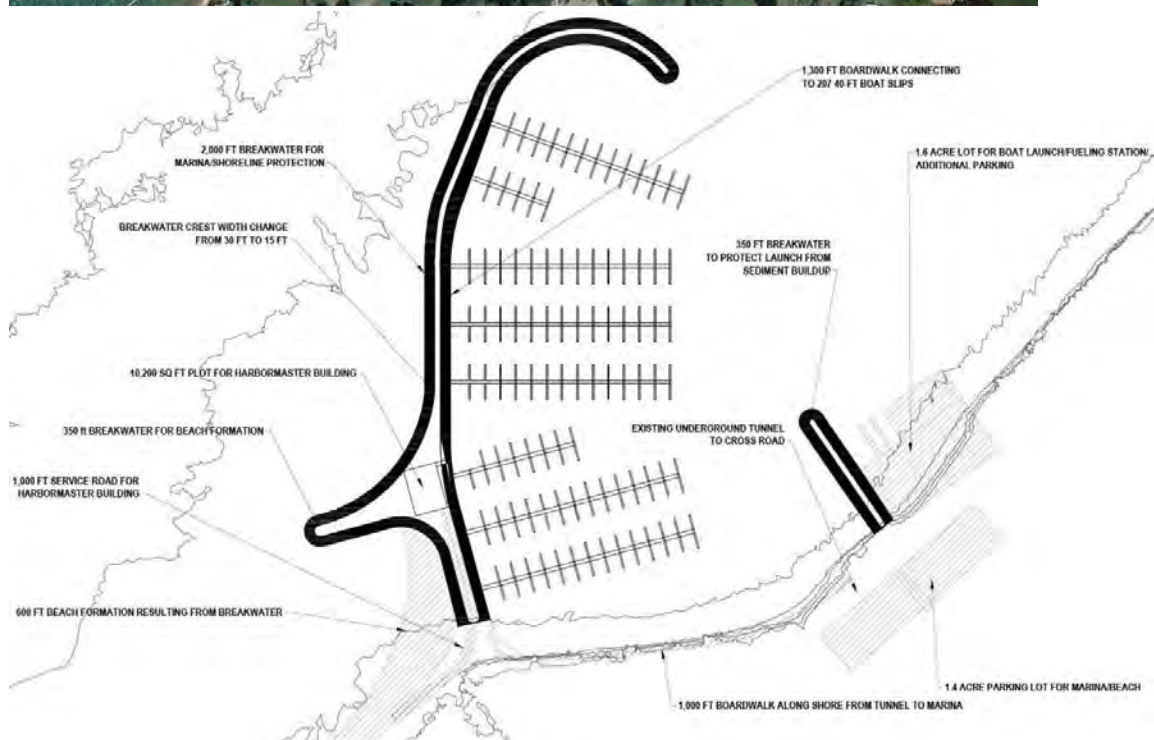 1,300 FT BOARDWALK CONNECTING
TO 207 40-FT BOAT SLIPS
2,000 FT BREAKWATER FOR
MARINA/SHORELINE PROTECTION
1.6 ACRE LOT FOR BOAT LAUNCH/FUELING STATION/
ADDITIONAL PARKING
BREAKWATER CREST WIDTH CHANGE
FROM 30 FT TO 15 FT
350 FT BREAKWATER
TO PROTECT LAUNCH FROM
SEDIMENT BUILDUP
10,200 SQ FT PLOT FOR HARBORMASTER BUILDING
350 ft BREAKWATER FOR BEACH FORMATION
EXISTING UNDERGROUND TUNNEL
TO CROSS ROAD
1,000 FT SERVICE ROAD FOR
HARBORMASTER BUILDING
600 FT BEACH FORMATION RESULTING FROM BREAKWATER
1.4 ACRE PARKING LOT FOR MARINA/BEACH
1,000 FT BOARDWALK ALONG SHORE FROM TUNNEL TO MARINA